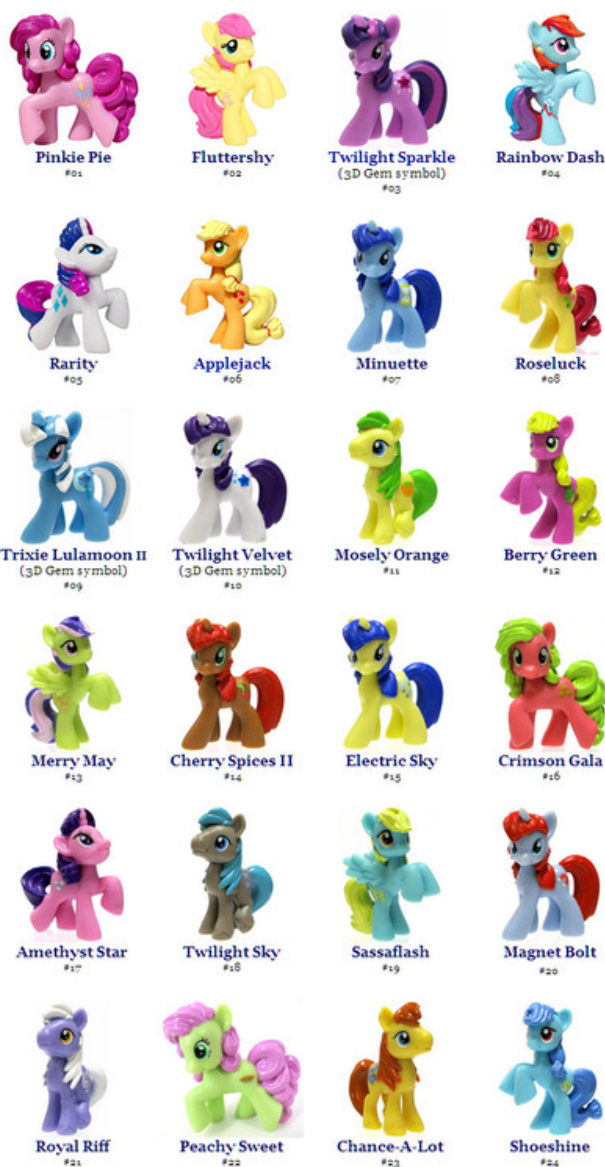 Pinkie Pie
#01
Fluttershy
#02
Twilight Sparkle
(3D Gem symbol)
#03
Rainbow Dash
#04
Rarity
#05
Applejack
#06
Minuette
#07
Roseluck
#08
Trixie Lulamoon II
(3D Gem symbol)
#09
Twilight Velvet
(3D Gem symbol)
#10
Mosely Orange
#11
Berry Green
#12
Merry May
#13
Cherry Spices II
#14
Electric Sky
#15
Crimson Gala
#16
Amethyst Star
#17
Twilight Sky
#18
Sassaflash
#19
Magnet Bolt
#20
Royal Riff
#21
Peachy Sweet
#22
Chance-A-Lot
#23
Shoeshine
#24